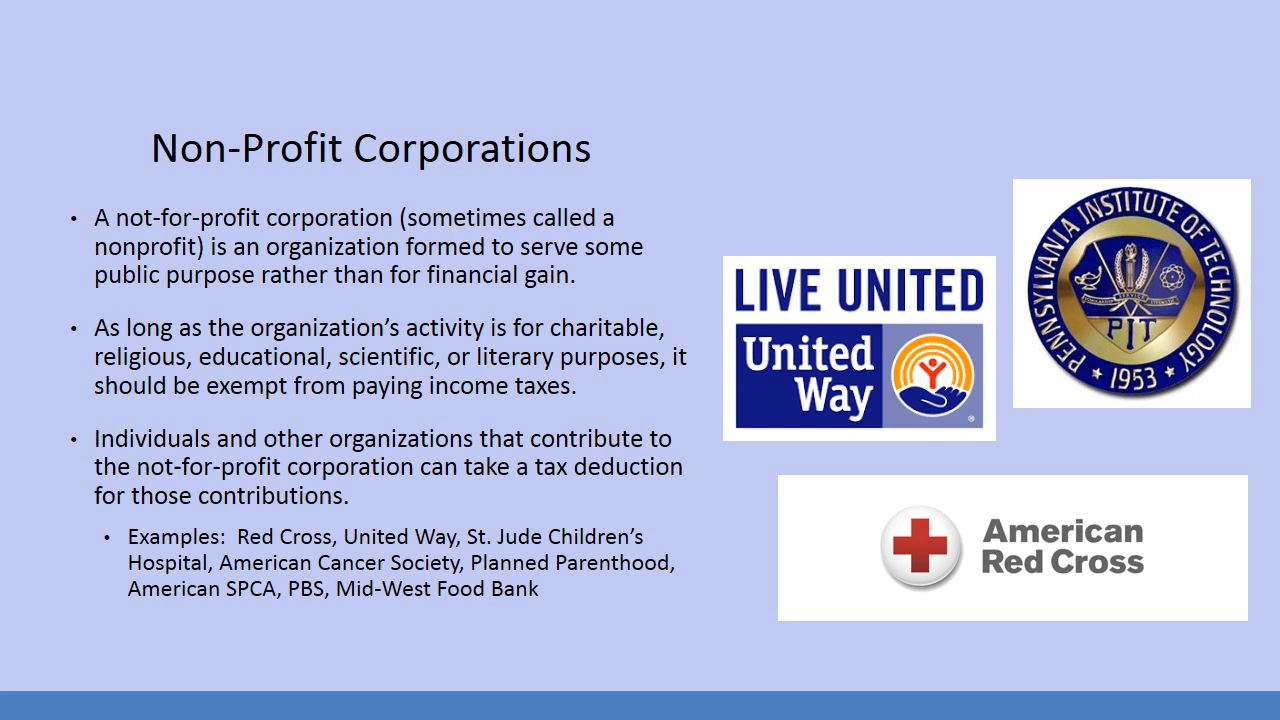 Non-Profit Corporations
• A not-for-profit corporation (sometimes called a
nonprofit) is an organization formed to serve some
public purpose rather than for financial gain.
• As long as the organization’s activity is for charitable,
religious, educational, scientific, or literary purposes, it
should be exempt from paying income taxes.
• Individuals and other organizations that contribute to
the not-for-profit corporation can take a tax deduction
for those contributions.
• Examples:  Red Cross, United Way, St. Jude Children’s
Hospital, American Cancer Society, Planned Parenthood,
American SPCA, PBS, Mid-West Food Bank
LIVE UNITED
United
Way
®
PENNSYLVANIA INSTITUTE OF TECHNOLOGY
PIT
★ 1953 ★
American
Red Cross